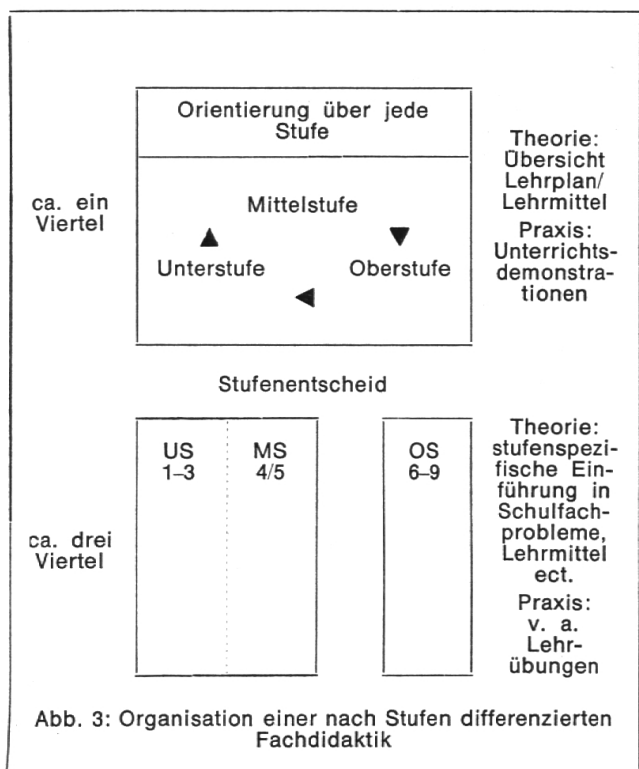 Orientierung über jede
Stufe
ca. ein
Viertel
Mittelstufe
Unterstufe
Oberstufe
Theorie:
Übersicht
Lehrplan/
Lehrmittel
Praxis:
Unterrichts-
demonstra-
tionen
Stufenentscheid
ca. drei
Viertel
US
1–3
MS
4/5
OS
6–9
Theorie:
stufenspezi-
fische Ein-
führung in
Schulfach-
probleme,
Lehrmittel
ect.
Praxis:
v. a.
Lehr-
übungen
Abb. 3: Organisation einer nach Stufen differenzierten
Fachdidaktik